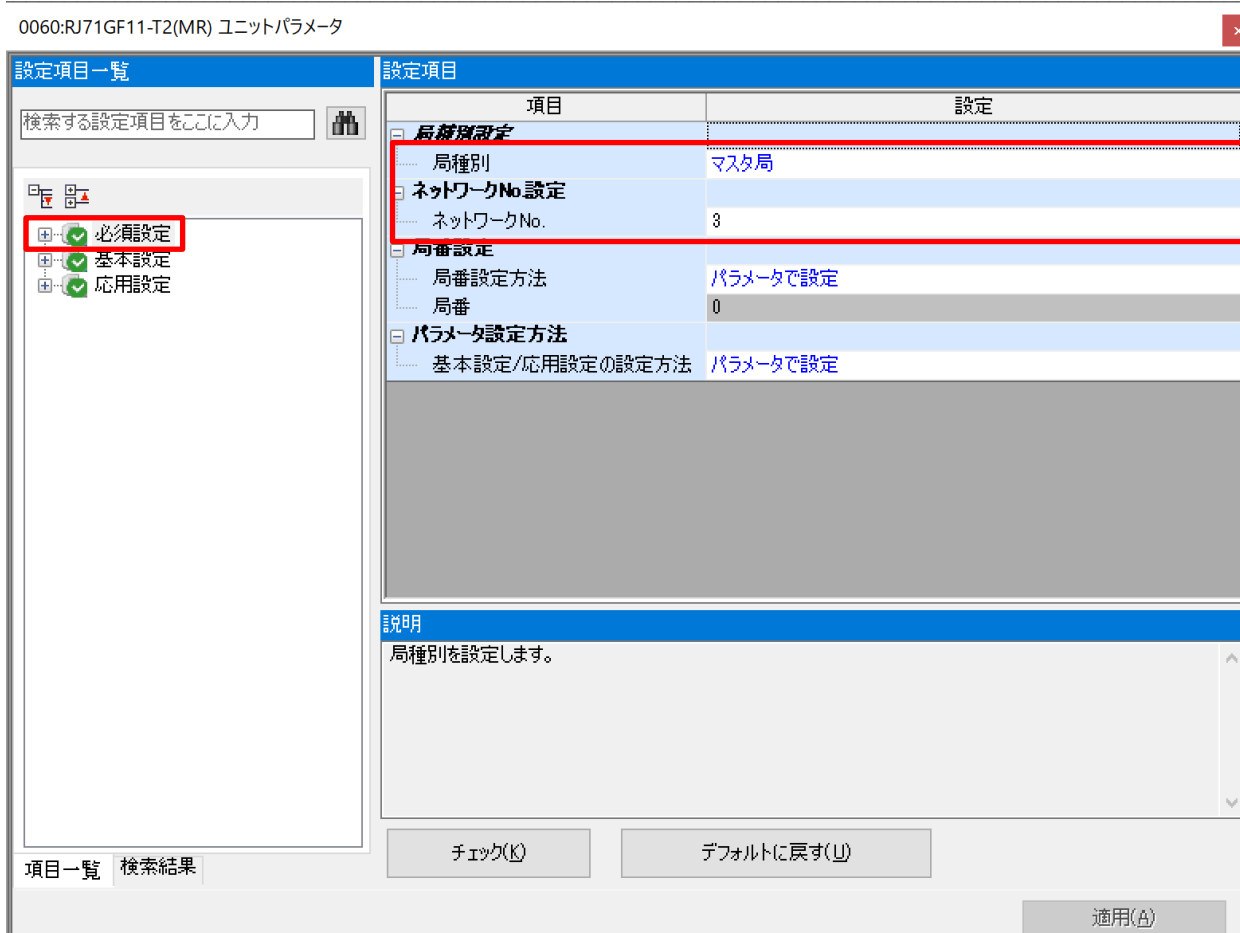 0060:RJ71GF11-T2(MR) ユニットパラメータ
設定項目一覧
検索する設定項目をここに入力
必須設定
基本設定
応用設定
項目一覧 検索結果
設定項目
項目 設定
局種別設定
局種別 マスタ局
ネットワークNo.設定
ネットワークNo. 3
局番設定
局番設定方法 パラメータで設定
局番 0
パラメータ設定方法
基本設定/応用設定の設定方法 パラメータで設定
説明
局種別を設定します。
チェック(K) デフォルトに戻す(U)
適用(A)